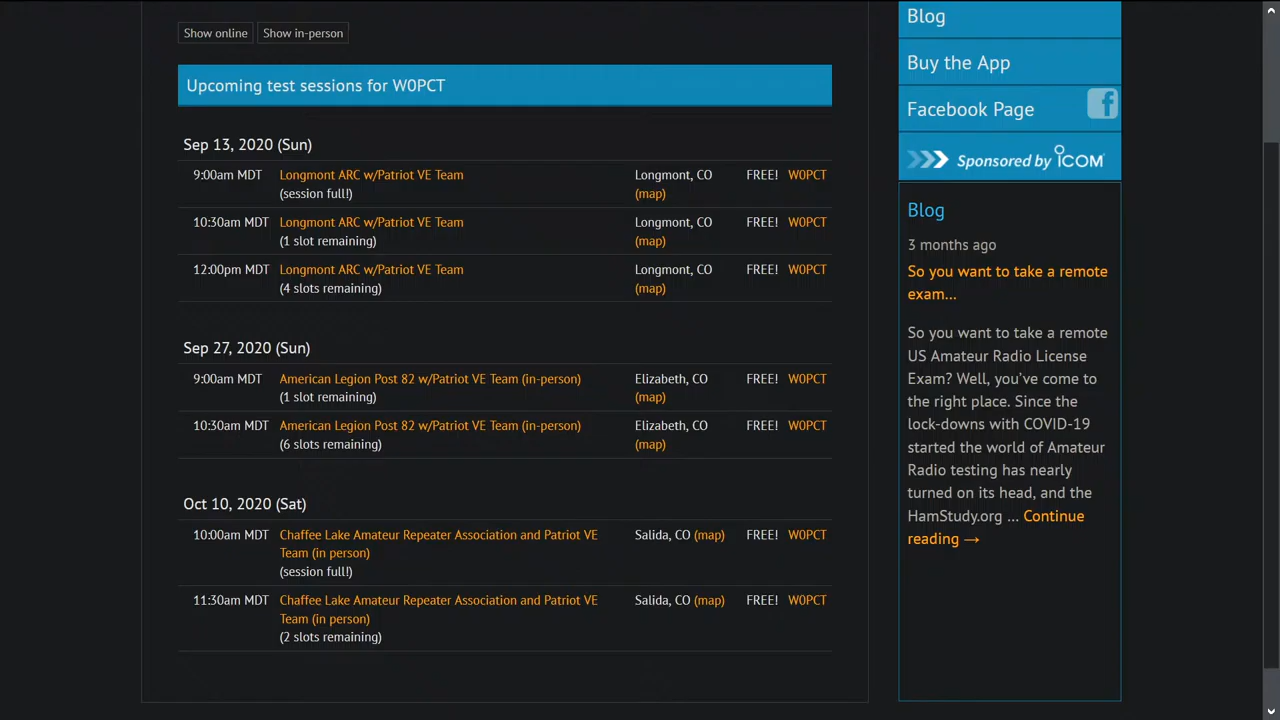 Show online
Show in-person
Upcoming test sessions for W0PCT
Sep 13, 2020 (Sun)
9:00am MDT Longmont ARC w/Patriot VE Team Longmont, CO FREE! W0PCT
(session full!) (map)
10:30am MDT Longmont ARC w/Patriot VE Team Longmont, CO FREE! W0PCT
(1 slot remaining) (map)
12:00pm MDT Longmont ARC w/Patriot VE Team Longmont, CO FREE! W0PCT
(4 slots remaining) (map)
Sep 27, 2020 (Sun)
9:00am MDT American Legion Post 82 w/Patriot VE Team (in-person) Elizabeth, CO FREE! W0PCT
(1 slot remaining) (map)
10:30am MDT American Legion Post 82 w/Patriot VE Team (in-person) Elizabeth, CO FREE! W0PCT
(6 slots remaining) (map)
Oct 10, 2020 (Sat)
10:00am MDT Chaffee Lake Amateur Repeater Association and Patriot VE Salida, CO (map) FREE! W0PCT
Team (in person)
(session full!)
11:30am MDT Chaffee Lake Amateur Repeater Association and Patriot VE Salida, CO (map) FREE! W0PCT
Team (in person)
(2 slots remaining)
Blog
Buy the App
Facebook Page
Sponsored by ICOM
Blog
3 months ago
So you want to take a remote
exam...
So you want to take a remote
US Amateur Radio License
Exam? Well, you've come to
the right place. Since the
lock-downs with COVID-19
started the world of Amateur
Radio testing has nearly
turned on its head, and the
HamStudy.org ... Continue
reading →